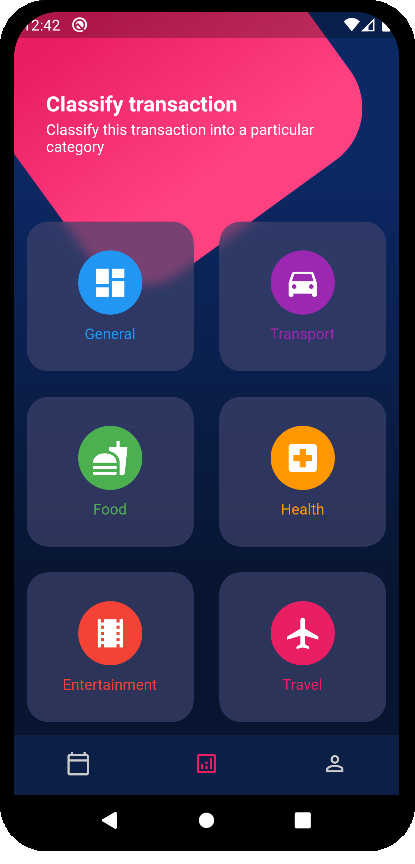 12:42
Classify transaction
Classify this transaction into a particular
category
General
Transport
Food
Health
Entertainment
Travel